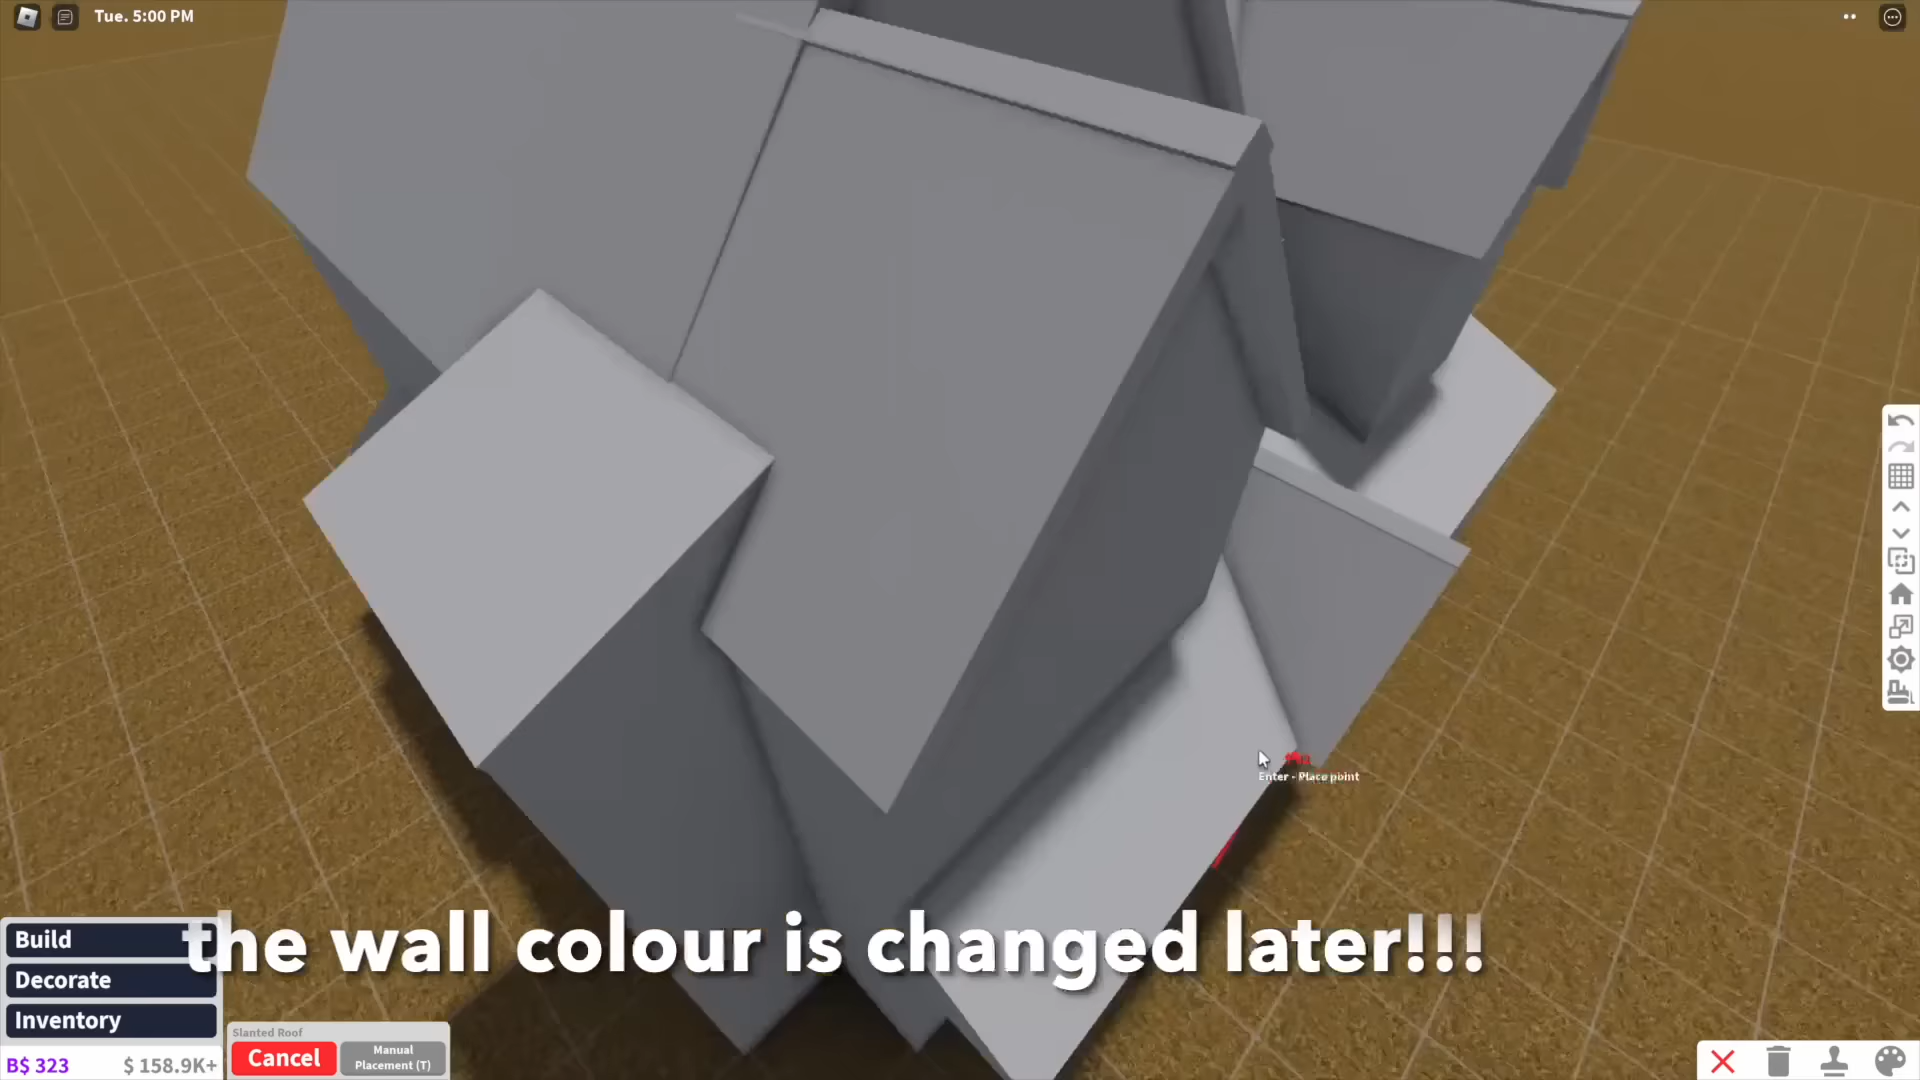 Tue. 5:00 PM
Enter - Place point
the wall colour is changed later!!!
Build
Decorate
Inventory
B$ 323
$ 158.9K+
Slanted Roof
Cancel
Manual
Placement (T)